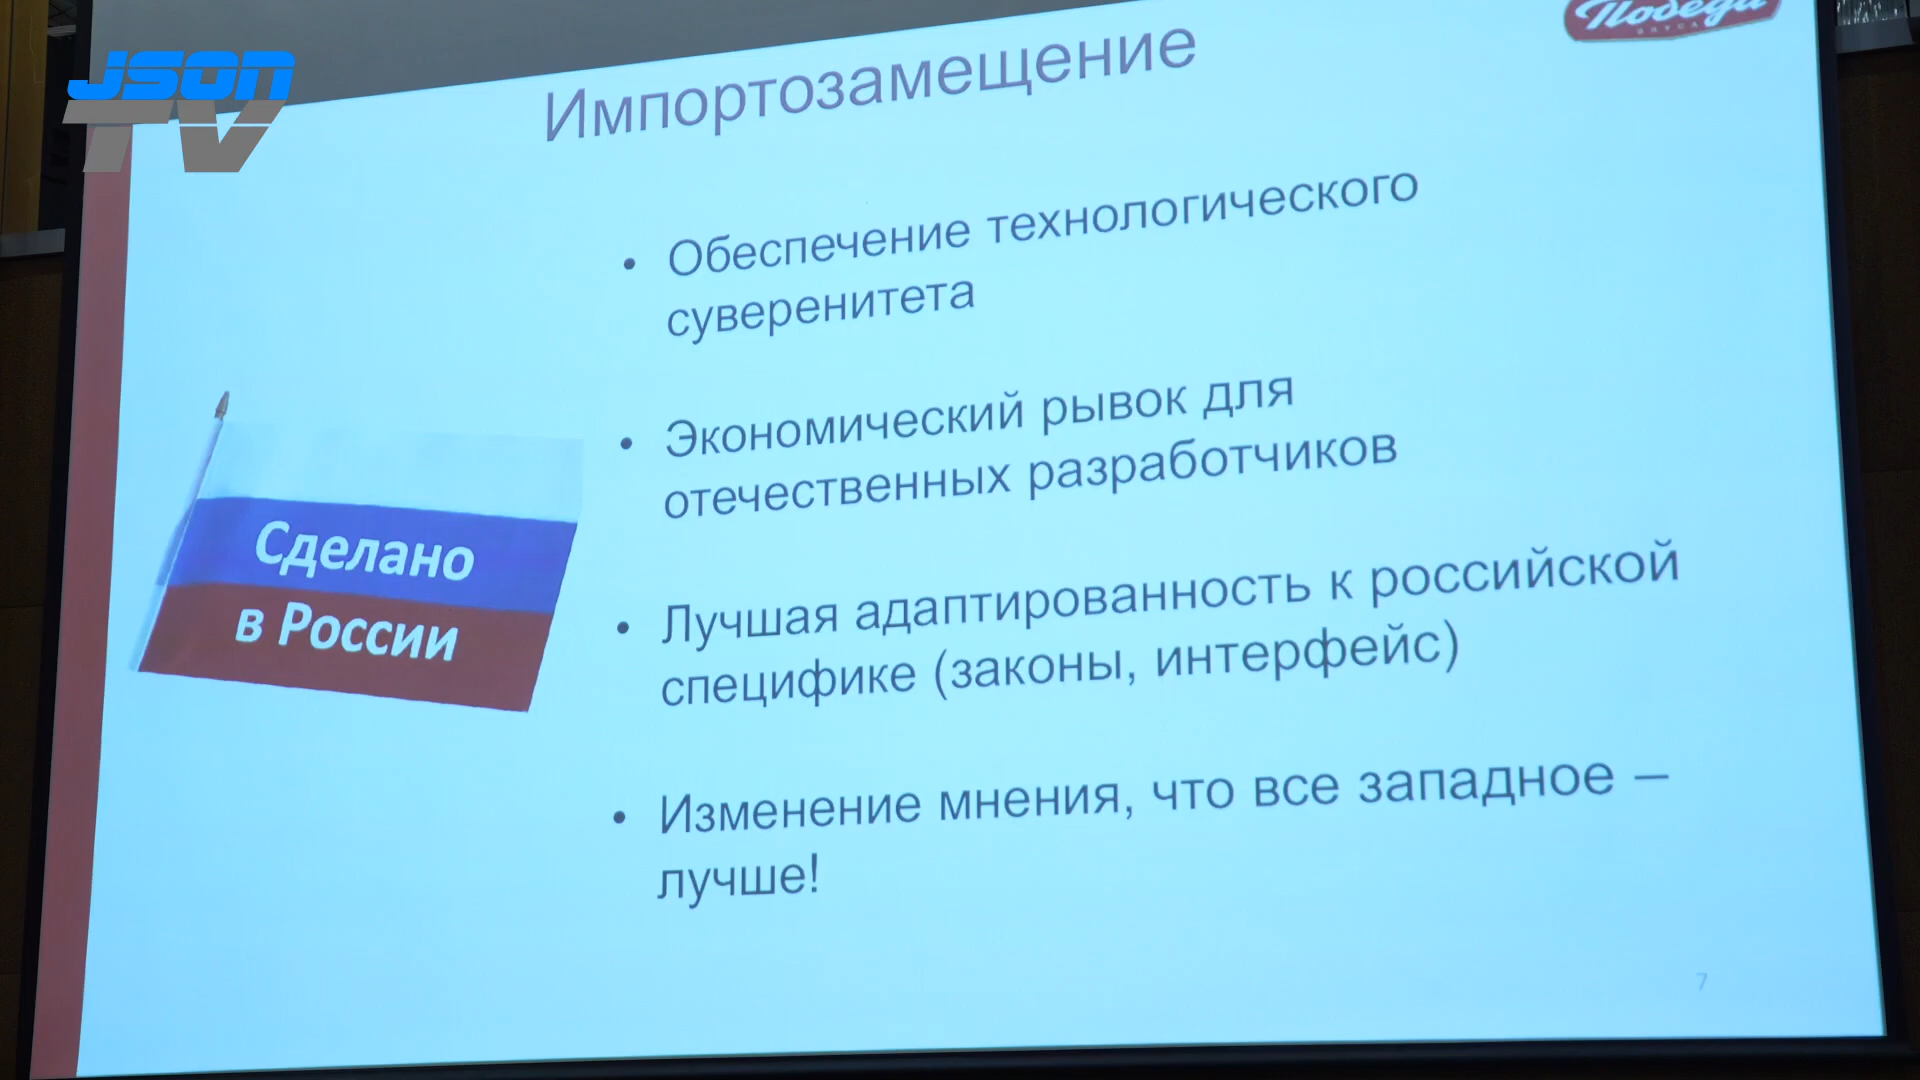 JSON
TV
Победа
ВКУСА
Импортозамещение
• Обеспечение технологического
суверенитета
• Экономический рывок для
отечественных разработчиков
• Лучшая адаптированность к российской
специфике (законы, интерфейс)
• Изменение мнения, что все западное –
лучше!
Сделано
в России
7